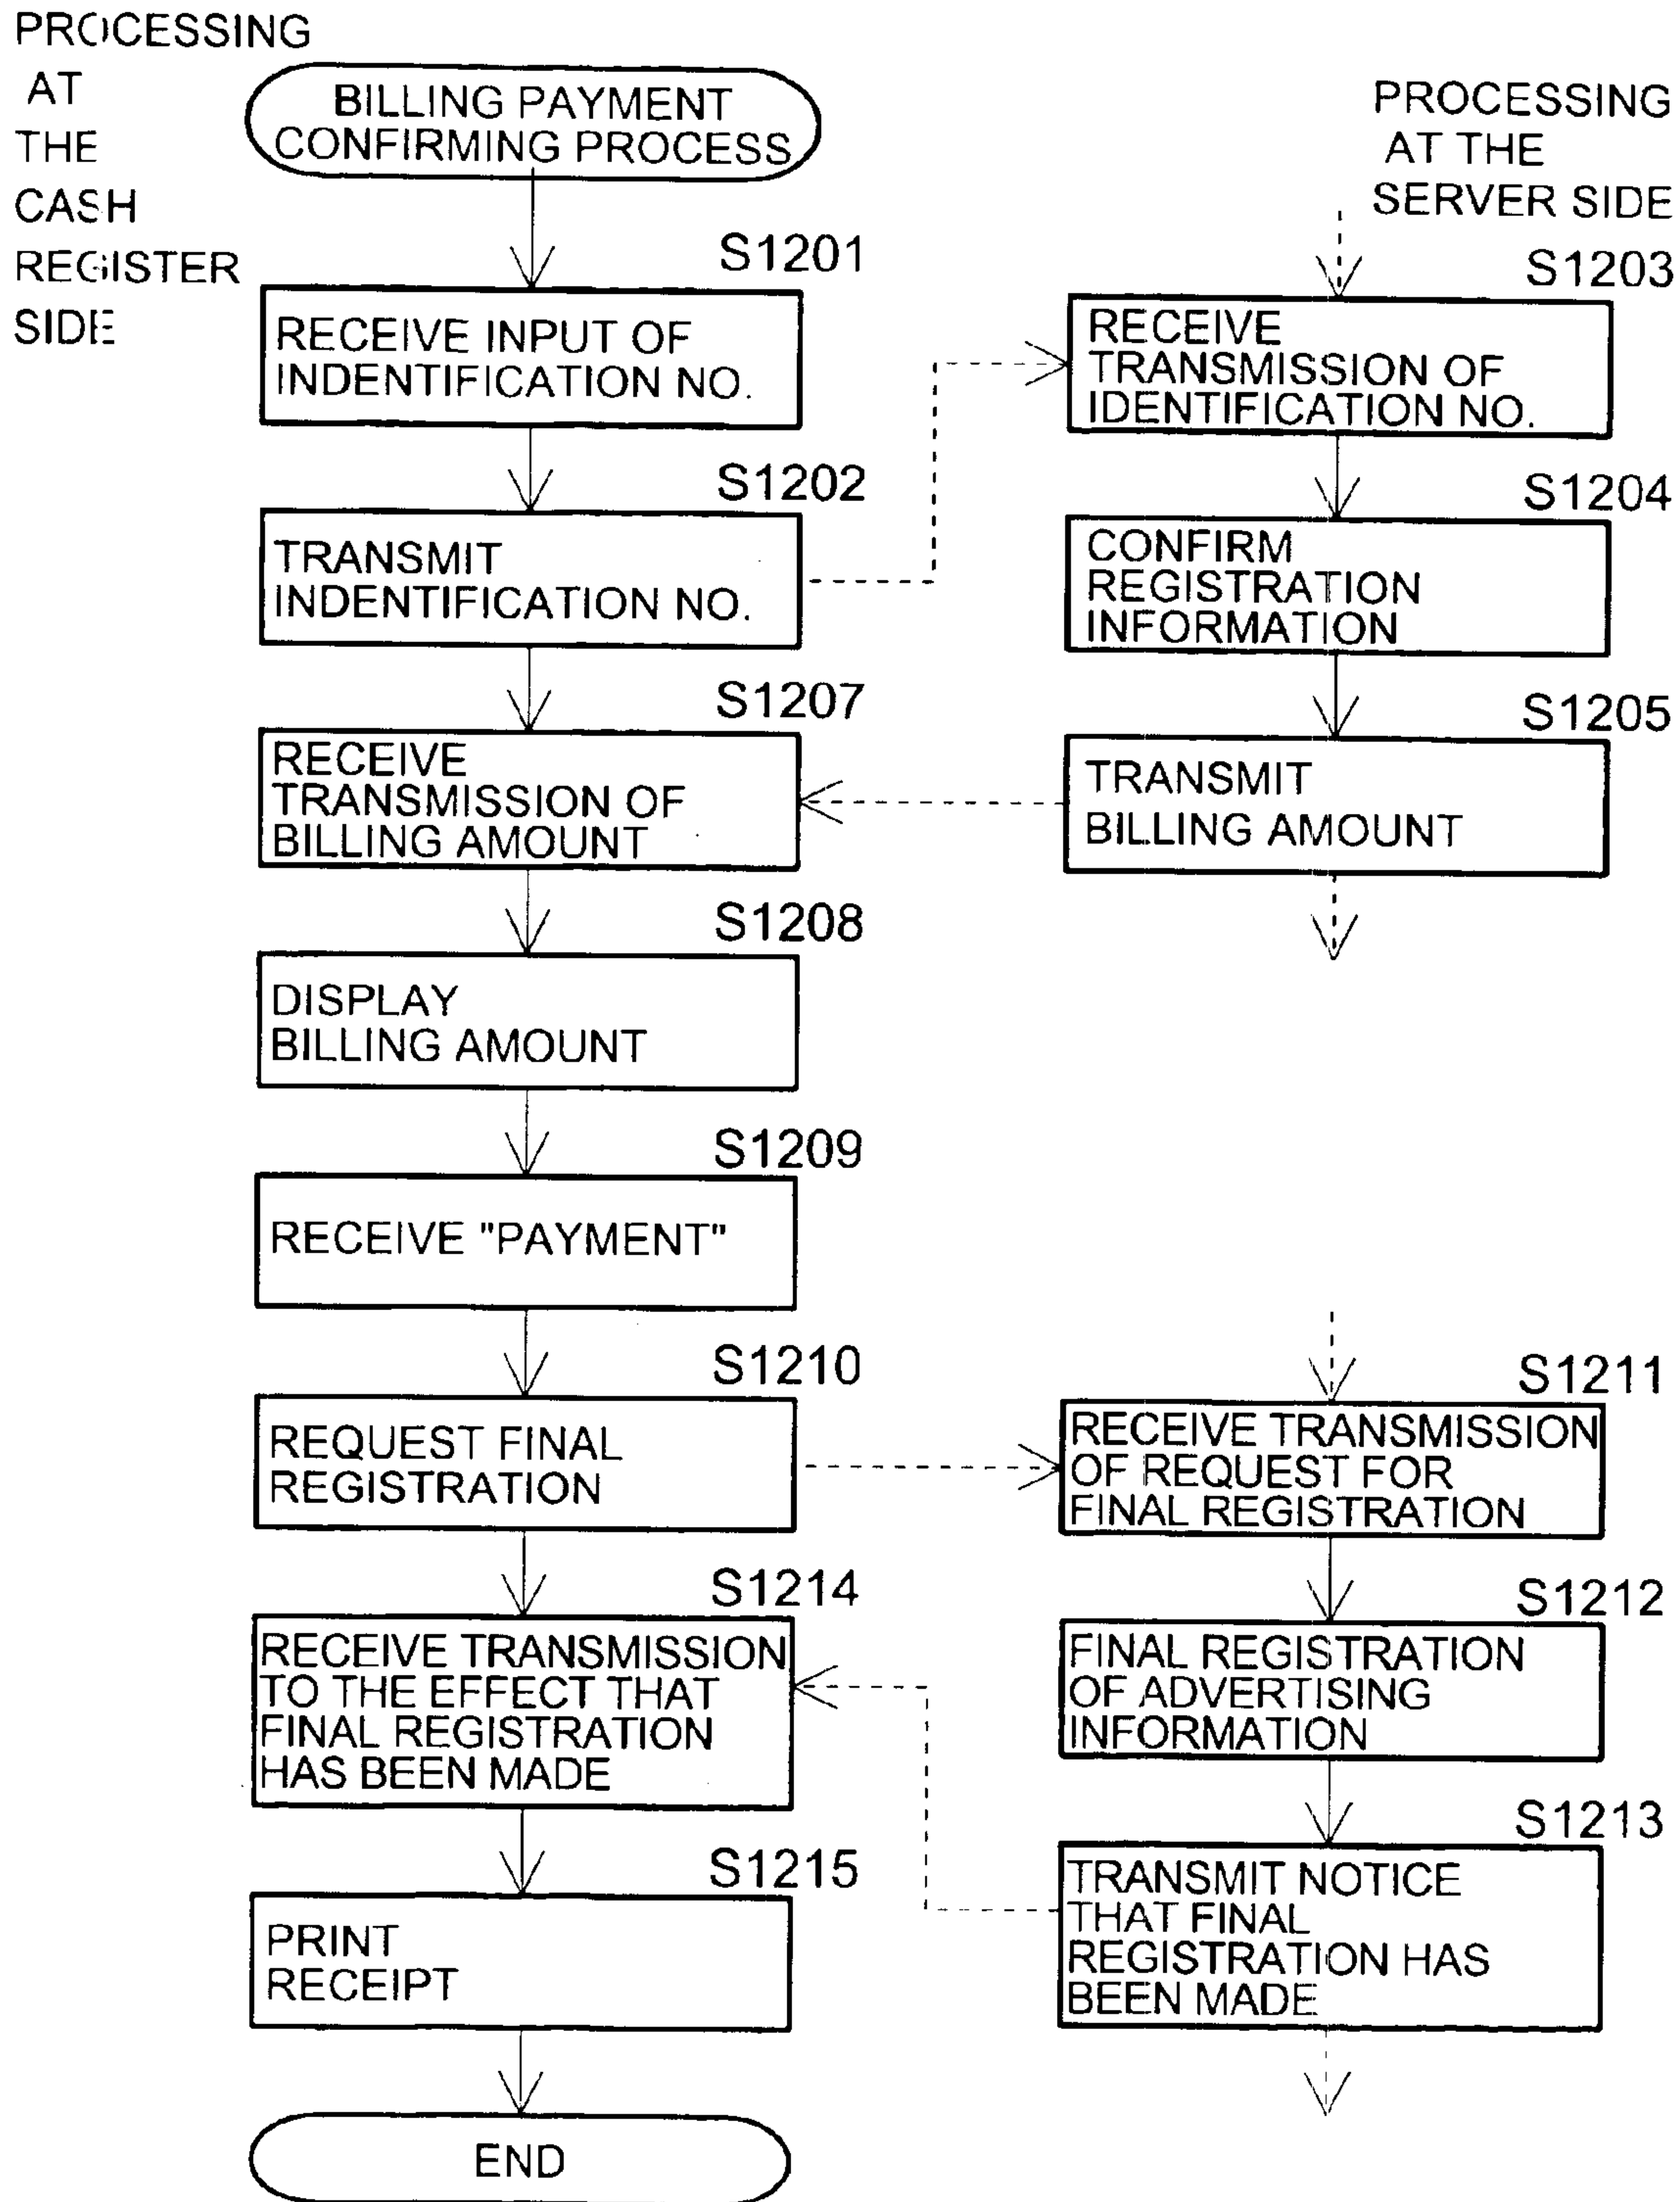 PROCESSING
AT
THE
CASH
REGISTER
SIDE
BILLING PAYMENT
CONFIRMING PROCESS
PROCESSING
AT THE
SERVER SIDE
S1201
RECEIVE INPUT OF
INDENTIFICATION NO.
S1203
RECEIVE
TRANSMISSION OF
IDENTIFICATION NO.
S1202
TRANSMIT
INDENTIFICATION NO.
S1204
CONFIRM
REGISTRATION
INFORMATION
S1207
RECEIVE
TRANSMISSION OF
BILLING AMOUNT
S1205
TRANSMIT
BILLING AMOUNT
S1208
DISPLAY
BILLING AMOUNT
S1209
RECEIVE "PAYMENT"
S1210
REQUEST FINAL
REGISTRATION
S1211
RECEIVE TRANSMISSION
OF REQUEST FOR
FINAL REGISTRATION
S1214
RECEIVE TRANSMISSION
TO THE EFFECT THAT
FINAL REGISTRATION
HAS BEEN MADE
S1212
FINAL REGISTRATION
OF ADVERTISING
INFORMATION
S1215
PRINT
RECEIPT
S1213
TRANSMIT NOTICE
THAT FINAL
REGISTRATION HAS
BEEN MADE
END